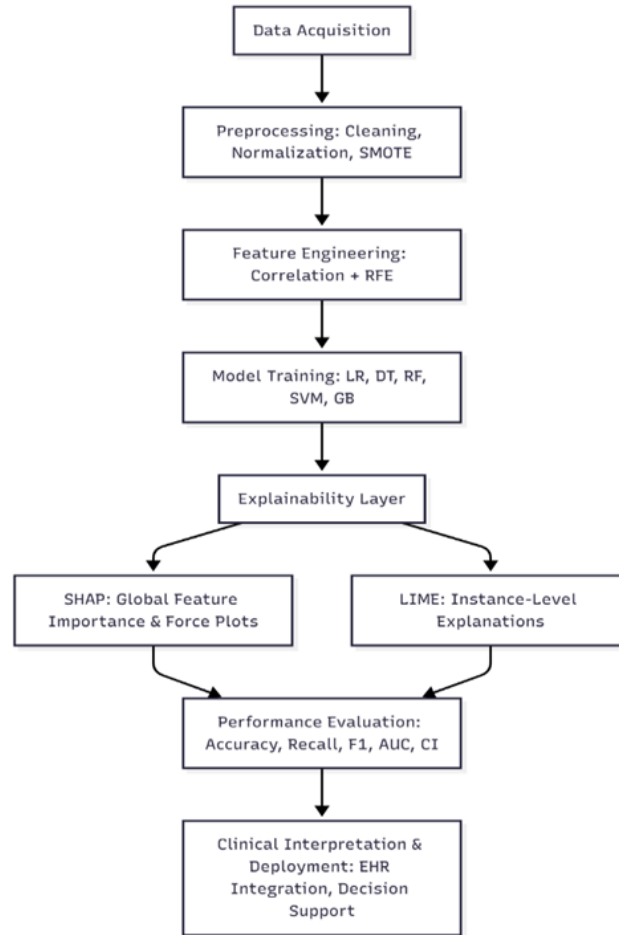 Data Acquisition
Preprocessing: Cleaning,
Normalization, SMOTE
Feature Engineering:
Correlation + RFE
Model Training: LR, DT, RF,
SVM, GB
Explainability Layer
SHAP: Global Feature
Importance & Force Plots
LIME: Instance-Level
Explanations
Performance Evaluation:
Accuracy, Recall, F1, AUC, CI
Clinical Interpretation &
Deployment: EHR
Integration, Decision
Support